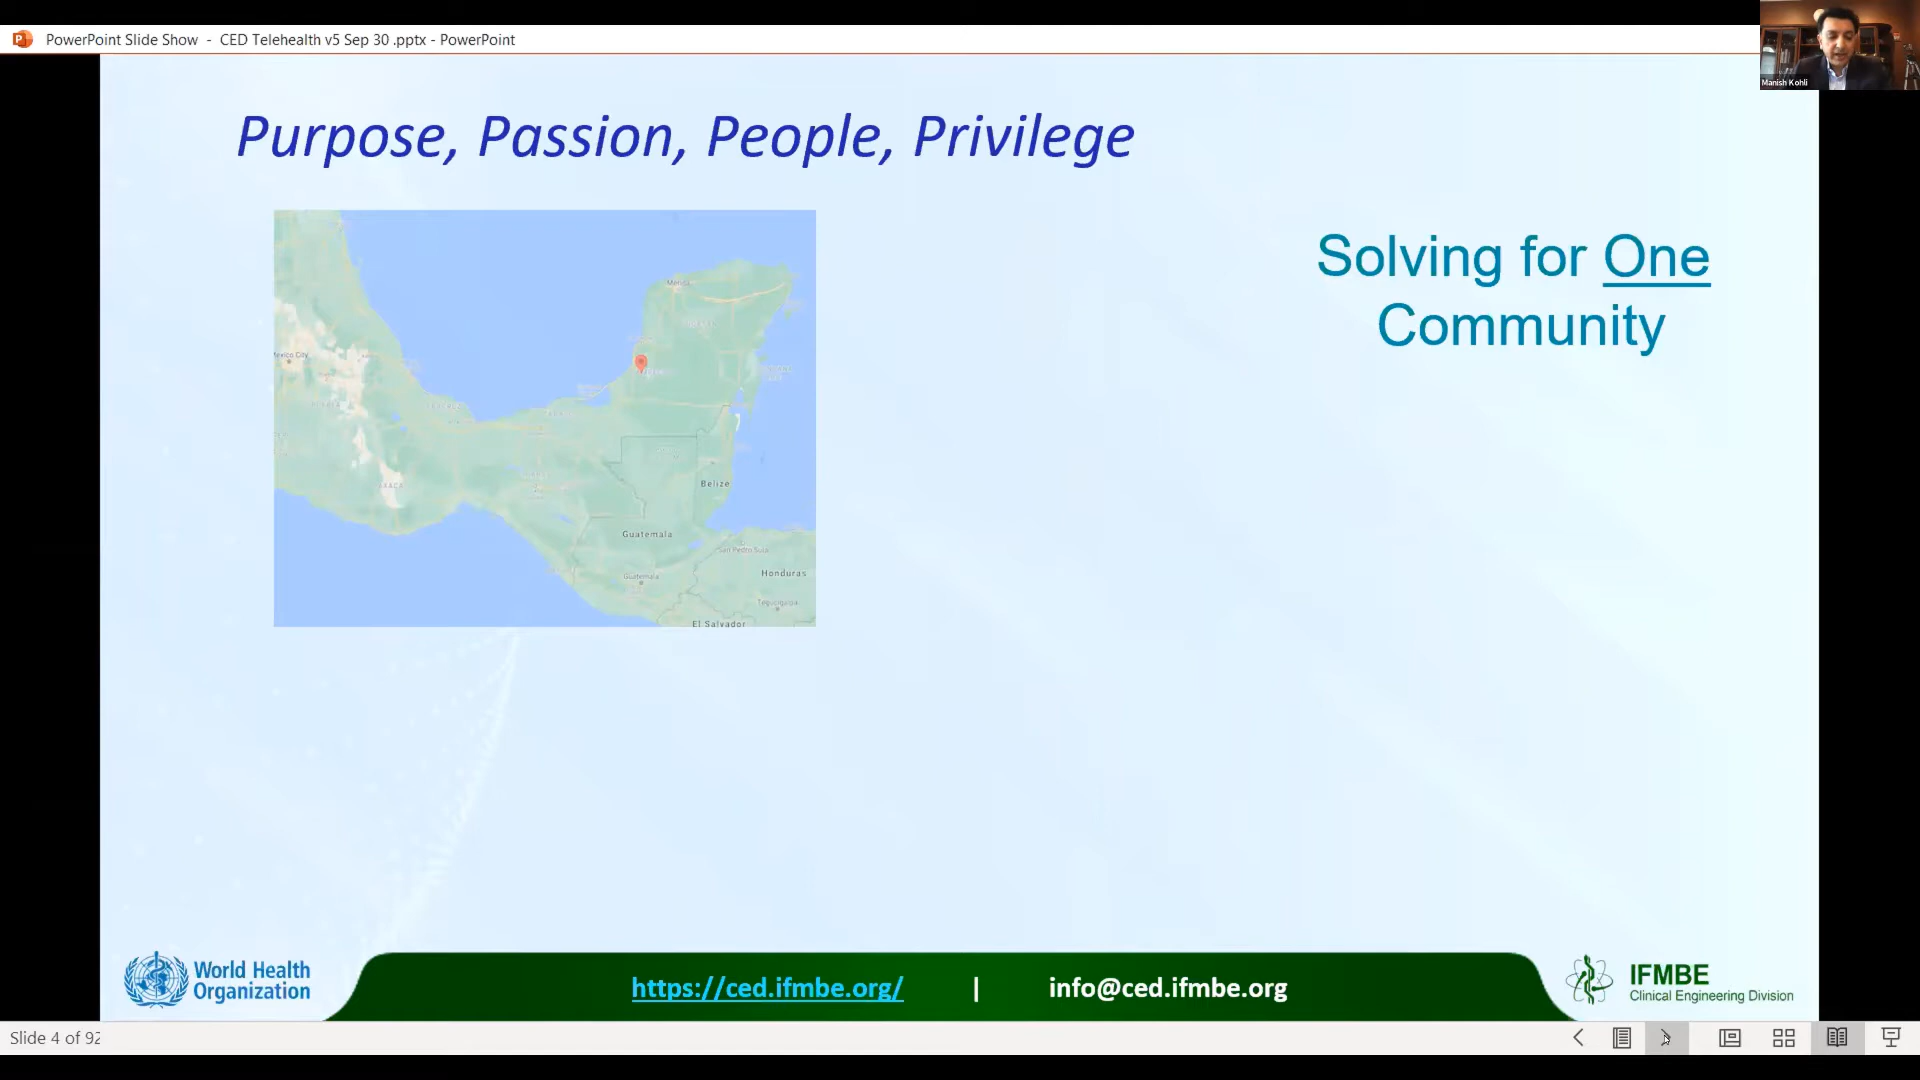 PowerPoint Slide Show - CED Telehealth v5 Sep 30 .pptx - PowerPoint
Manish Kohli
Purpose, Passion, People, Privilege
Solving for One
Community
Merida
Mexico City
Belize
Guatemala
San Pedro Sula
Guatemala
Honduras
Tegucigalpa
El Salvador
World Health
Organization
https://ced.ifmbe.org/ | info@ced.ifmbe.org
IFMBE
Clinical Engineering Division
Slide 4 of 92